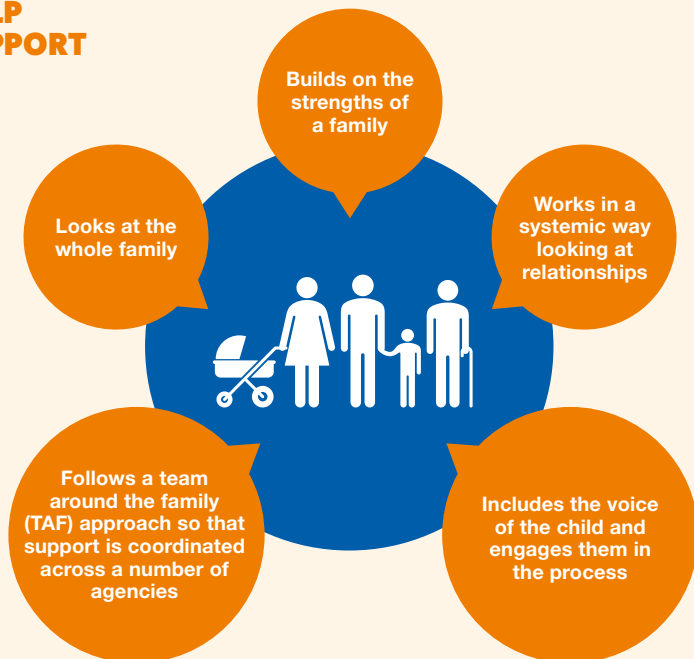 LP
PPORT
Builds on the
strengths of
a family
Looks at the
whole family
Works in a
systemic way
looking at
relationships
Follows a team
around the family
(TAF) approach so that
support is coordinated
across a number of
agencies
Includes the voice
of the child and
engages them in
the process